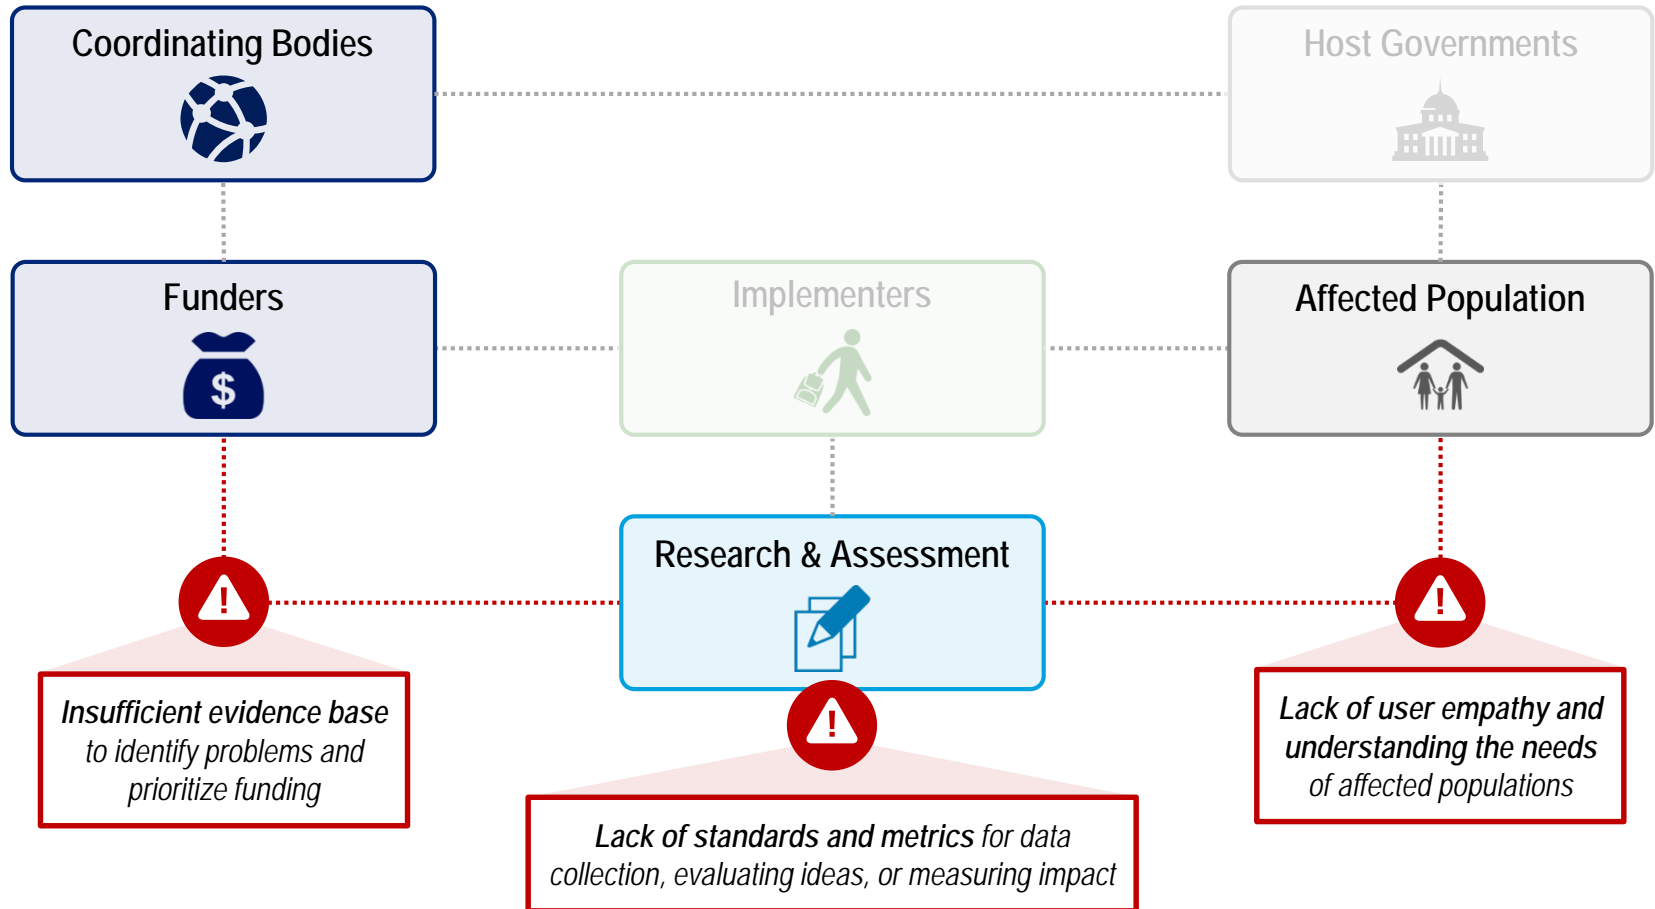 Coordinating Bodies
Host Governments
Funders
$
Implementers
Affected Population
Research & Assessment
!
!
!
Insufficient evidence base
to identify problems and
prioritize funding
Lack of standards and metrics for data
collection, evaluating ideas, or measuring impact
Lack of user empathy and
understanding the needs
of affected populations